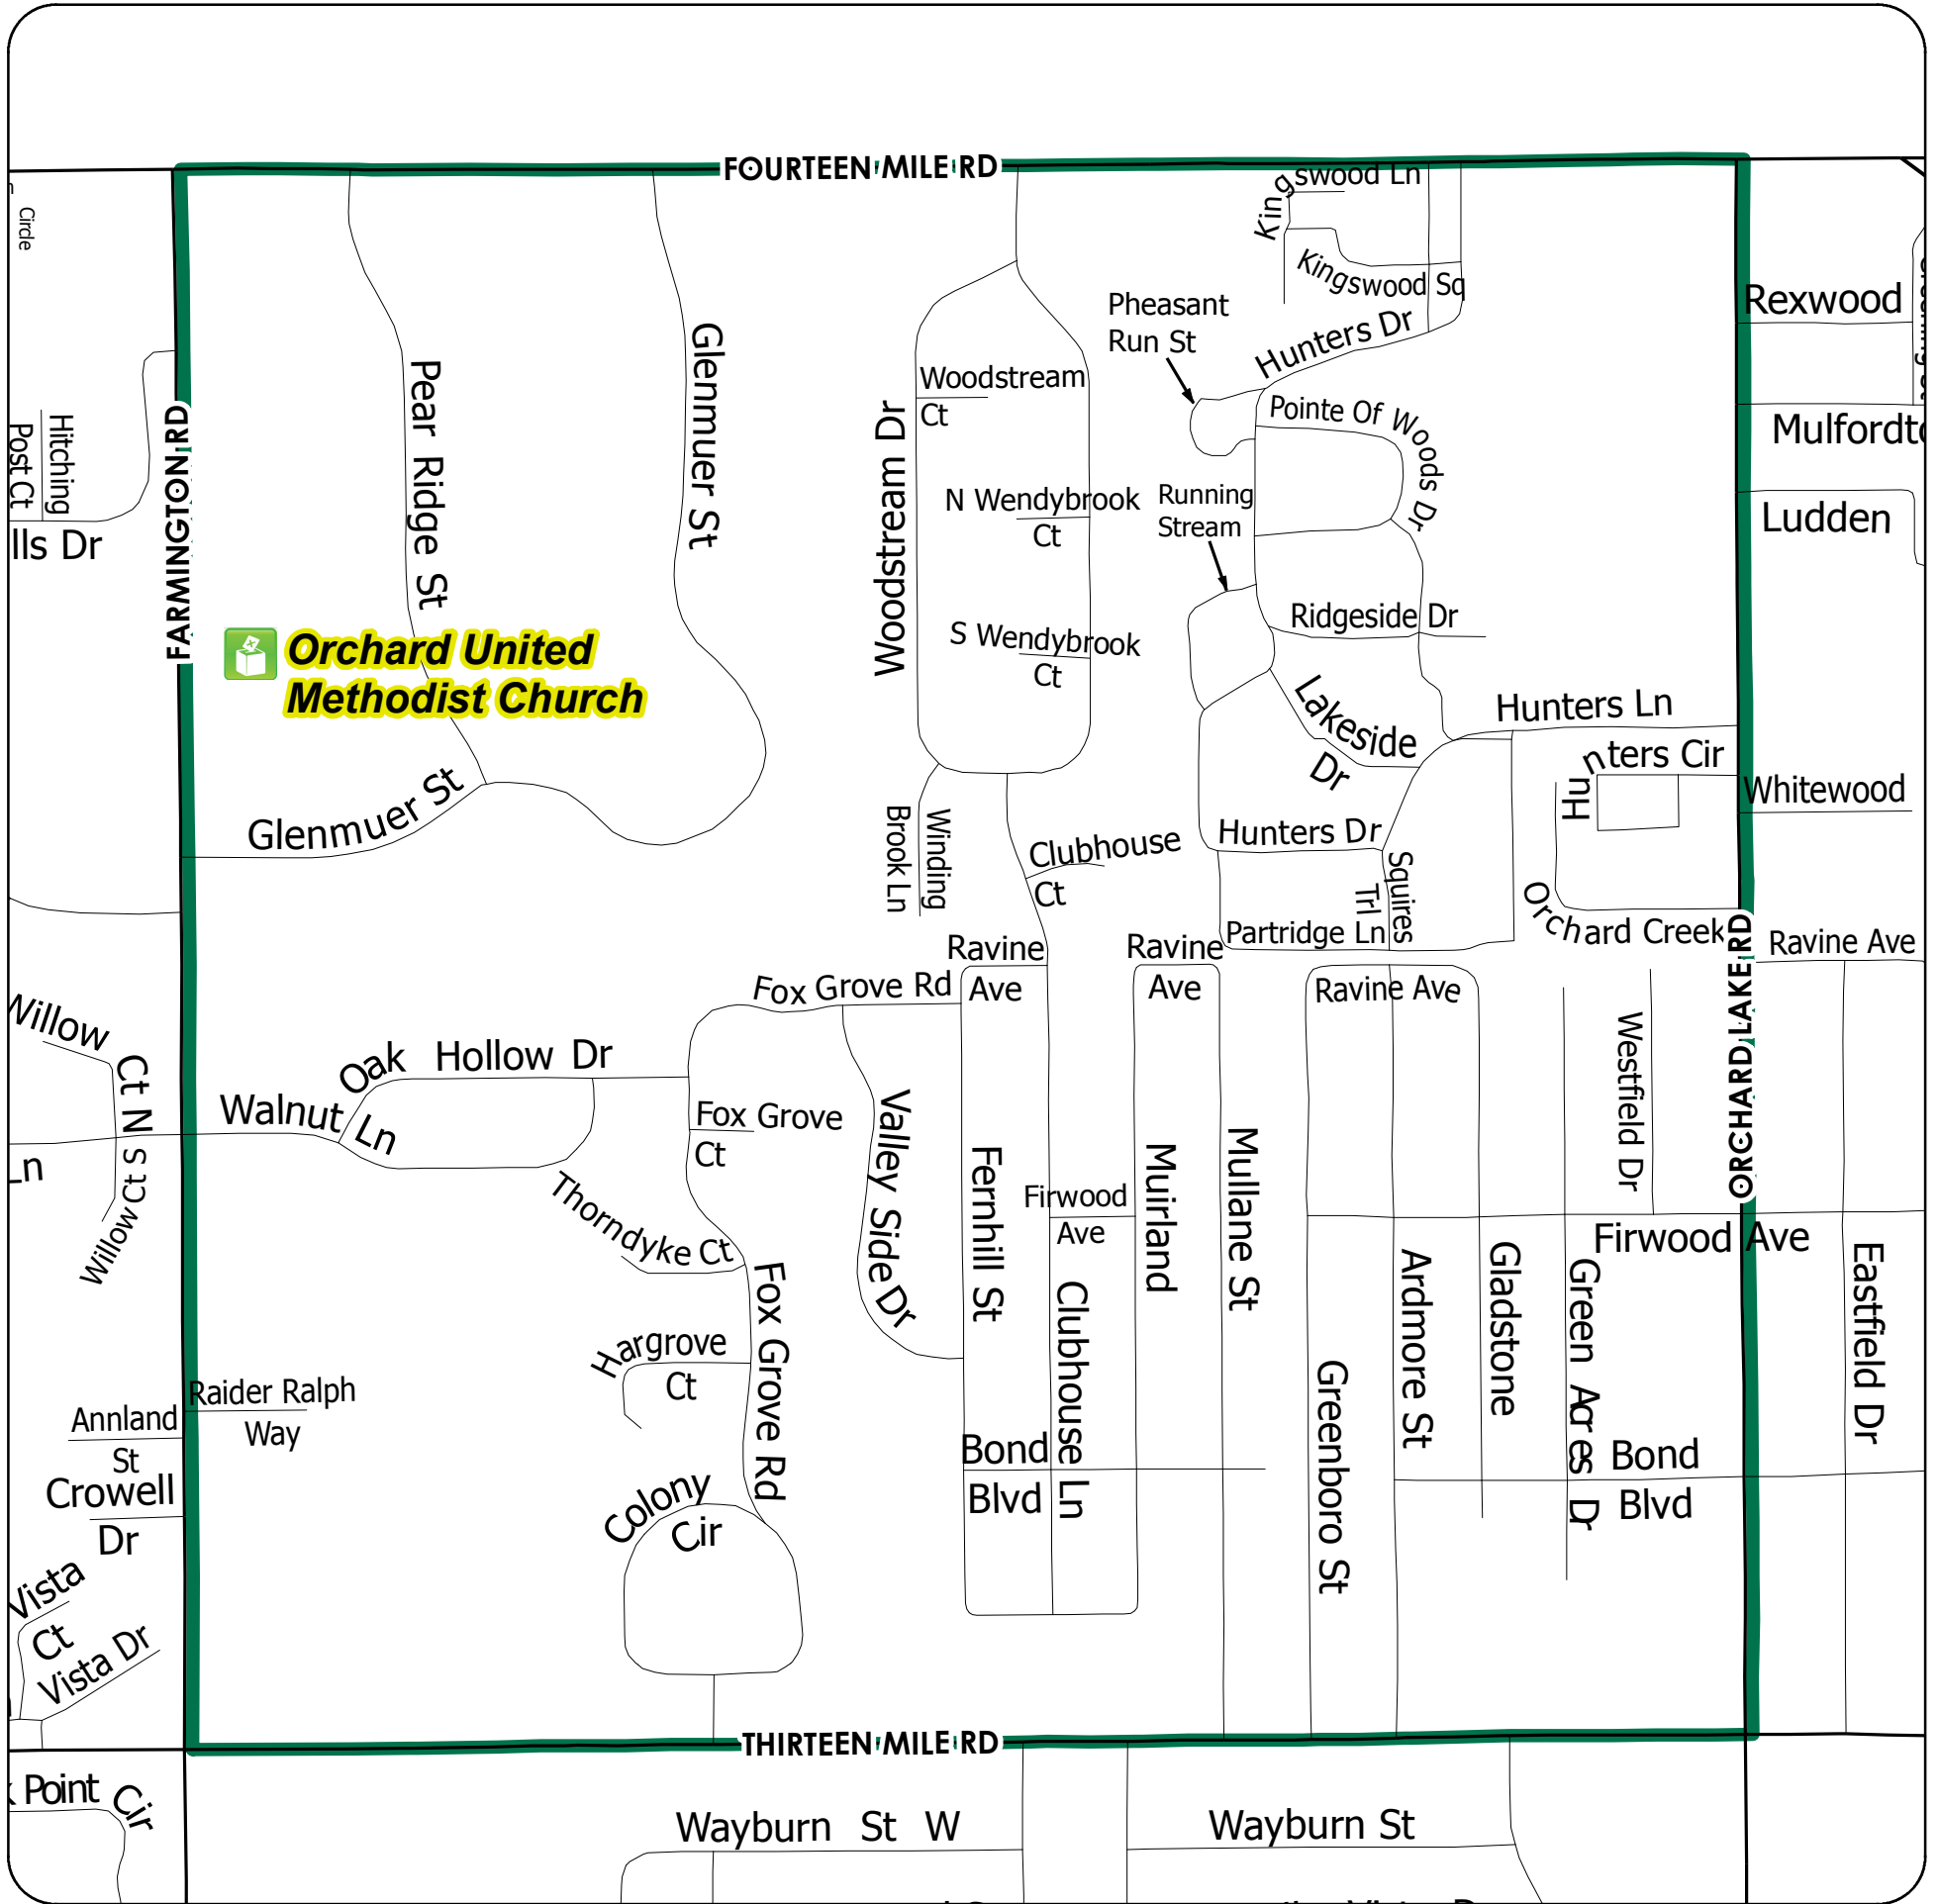 FOURTEEN MILE RD
Kingswood Ln
Circle
Kingswood Sq
Rexwood
Pheasant
Run St
Hunters Dr
Glenmuer St
Pear Ridge St
Woodstream
Ct
Woodstream Dr
Pointe Of Woods Dr
Mulfordto
FARMINGTON RD
Hitching
Post Ct
lls Dr
N Wendybrook
Ct
Running
Stream
Ludden
Orchard United
Methodist Church
S Wendybrook
Ct
Ridgeside Dr
Lakeside
Dr
Hunters Ln
Hunters Cir
Whitewood
Glenmuer St
Winding
Brook Ln
Clubhouse
Ct
Hunters Dr
Squires
Trl
Partridge Ln
Orchard Creek
ORCHARD LAKE RD
Ravine Ave
Ravine
Ave
Ravine
Ave
Ravine Ave
Fox Grove Rd
Willow
Ct N
Oak Hollow Dr
Walnut Ln
Ln
Willow Ct S
Fox Grove
Ct
Valley Side Dr
Fernhill St
Firwood
Ave
Muirland
Mullane St
Westfield Dr
Firwood Ave
Thorndyke Ct
Fox Grove Rd
Clubhouse Ln
Greenboro St
Ardmore St
Gladstone
Green Acres Dr
Eastfield Dr
Hargrove
Ct
Raider Ralph
Way
Annland
St
Crowell
Dr
Bond
Blvd
Bond
Blvd
Colony
Cir
Vista
Ct
Vista Dr
THIRTEEN MILE RD
k Point Cir
Wayburn St W
Wayburn St